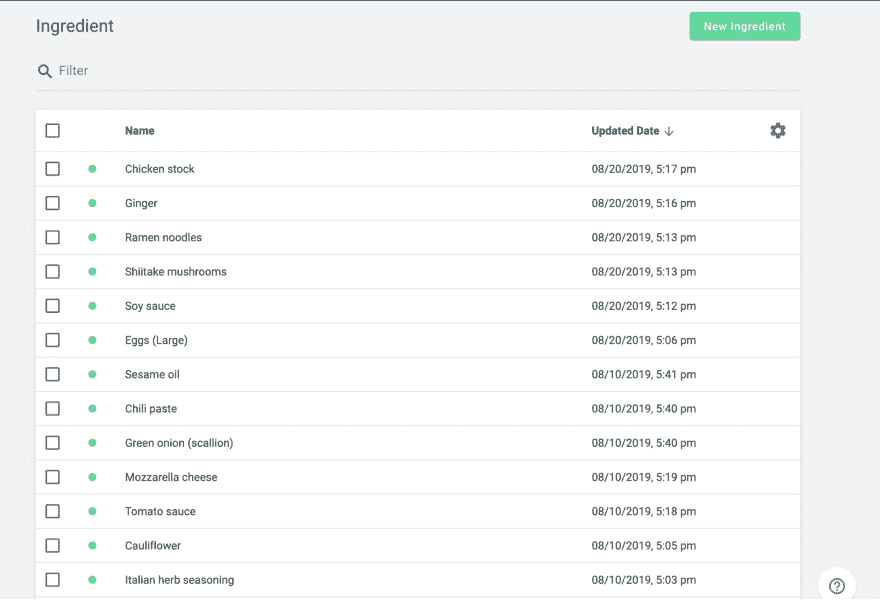 Ingredient
New Ingredient
Filter
Name Updated Date
Chicken stock 08/20/2019, 5:17 pm
Ginger 08/20/2019, 5:16 pm
Ramen noodles 08/20/2019, 5:13 pm
Shiitake mushrooms 08/20/2019, 5:13 pm
Soy sauce 08/20/2019, 5:12 pm
Eggs (Large) 08/20/2019, 5:06 pm
Sesame oil 08/10/2019, 5:41 pm
Chili paste 08/10/2019, 5:40 pm
Green onion (scallion) 08/10/2019, 5:40 pm
Mozzarella cheese 08/10/2019, 5:19 pm
Tomato sauce 08/10/2019, 5:18 pm
Cauliflower 08/10/2019, 5:05 pm
Italian herb seasoning 08/10/2019, 5:03 pm